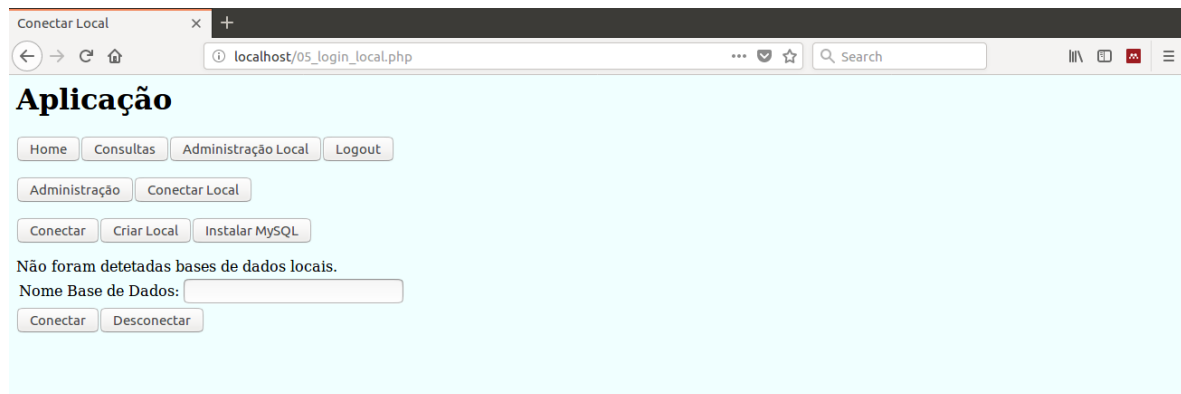 Conectar Local
localhost/05_login_local.php
Search
Aplicação
Home Consultas Administração Local Logout
Administração Conectar Local
Conectar Criar Local Instalar MySQL
Não foram detetadas bases de dados locais.
Nome Base de Dados:
Conectar Desconectar